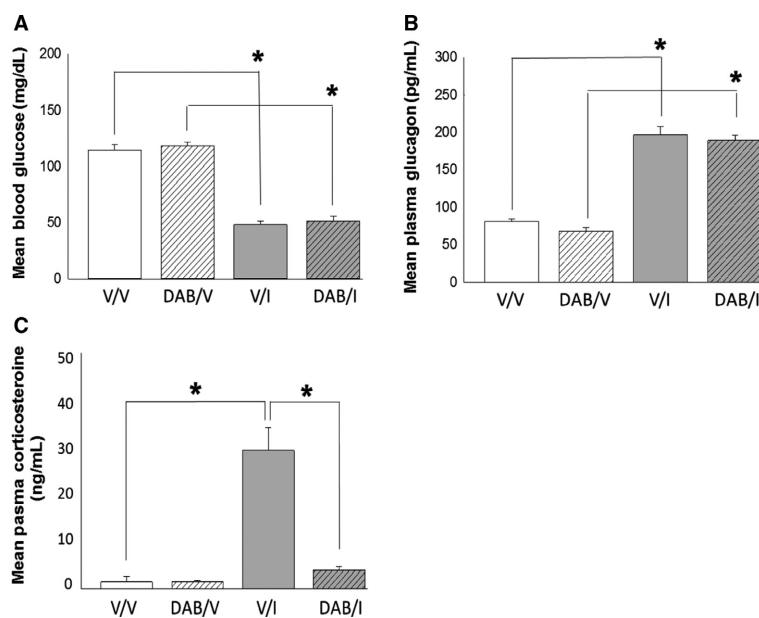 A
Mean blood glucose (mg/dL)
200
150
100
50
0
*
*
V/V DAB/V V/I DAB/I
B
Mean plasma glucagon (pg/mL)
300
250
200
150
100
50
0
*
*
V/V DAB/V V/I DAB/I
C
Mean pasma corticosteroine
(ng/mL)
50
40
30
20
10
0
*
*
V/V DAB/V V/I DAB/I